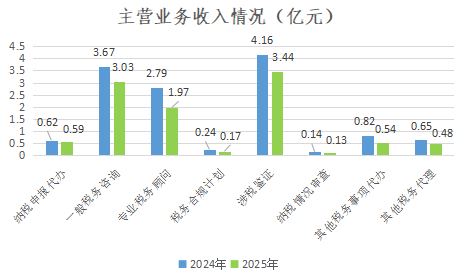 主营业务收入情况（亿元）
4.5
4
3.5
3
2.5
2
1.5
1
0.5
0
0.62
0.59
3.67
3.03
2.79
1.97
0.24
0.17
4.16
3.44
0.14
0.13
0.82
0.54
0.65
0.48
纳税申报代办
一般税务咨询
专业税务顾问
税务合规计划
涉税鉴证
纳税情况审查
其他税务事项代办
其他税务代理
2024年
2025年